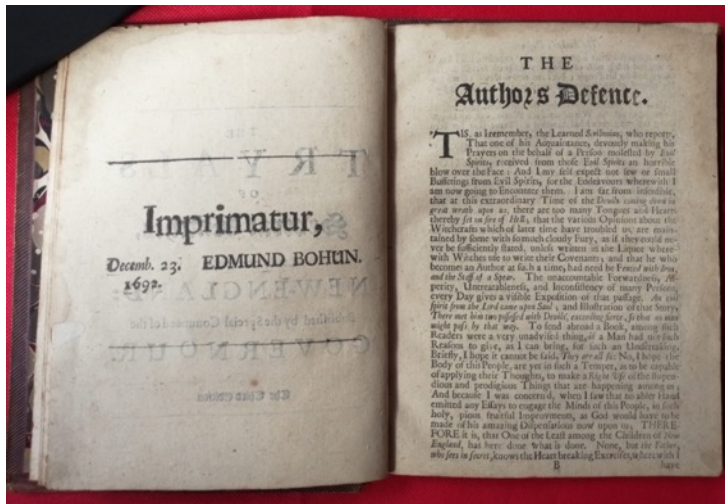 Imprimatur,
Decemb. 23. EDMUND BOHUN.
1692.
THE
Authors Defence.
'TIS, as I remember, the Learned Scribonius, who reports,
That one of his Acquaintance, devoutly making his
Prayers on the behalf of a Person moleſted by Evil
Spirits, received from thoſe Evil Spirits an horrible
blow over the Face: And I my ſelf expect not few or ſmall
Buffetings from Evil Spirits, for the Endeavours wherewith I
am now going to Encounter them. I am far from inſenſible,
that at this extraordinary Time of the Devils coming down in
great wrath upon us, there are too many Tongues and Hearts
thereby ſet on fire of Hell; that the various Opinions about the
Witchcrafts which of later time have troubled us, are main-
tained by ſome with ſo much cloudy Fury, as if they could ne-
ver be ſufficiently ſtated, unleſs written in the Liquor where-
with Witches uſe to write their Covenants; and that he who
becomes an Author at ſuch a time, had need be Fenced with Iron,
and the Staff of a Spear. The unaccountable Forwardneſs, Aſ-
perity, Untreatableneſs, and Inconſiſtency of many Perſons,
every Day gives a viſible Expoſition of that paſſage, An evil
ſpirit from the Lord came upon Saul; and Illuſtration of that Story,
There met him two poſſeſſed with Devils, exceeding fierce, ſo that no man
might paſs by that way. To ſend abroad a Book, among ſuch
Readers were a very unadviſed thing, if a Man had not ſuch
Reaſons to give, as I can bring, for ſuch an Undertaking.
Briefly, I hope it cannot be ſaid, They are all ſo: No, I hope the
Body of this People, are yet in ſuch a Temper, as to be capable
of applying their Thoughts, to make a Right Uſe of the ſtupen-
dious and prodigious Things that are happening among us;
And becauſe I was concern'd, when I ſaw that no abler Hand
emitted any Eſſays to engage the Minds of this People, in ſuch
holy, pious, fruitful Improvements, as God would have to be
made of his amazing Diſpenſations now upon us, THERE-
FORE it is, that One of the Leaſt among the Children of New
England, has here done what is done. None, but the Father,
who ſees in ſecret, knows the Heart breaking Exerciſes, wherewith I
B
have